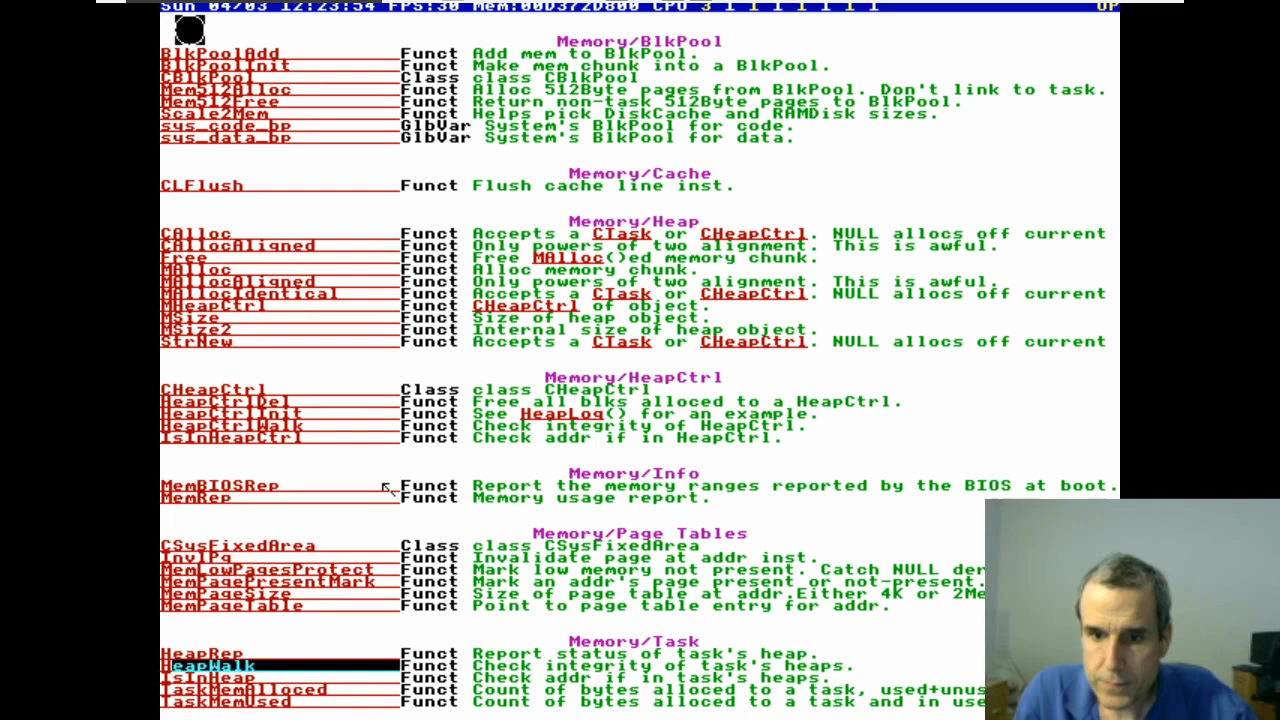 Sun 04/03 12:23:54 FPS:30 Mem:00D372D800 CPU 3 1 1 1 1 1 1 1 UP
Memory/BlkPool
BlkPoolAdd Funct Add mem to BlkPool.
BlkPoolInit Funct Make mem chunk into a BlkPool.
CBlkPool Class class CBlkPool
Mem512Alloc Funct Alloc 512Byte pages from BlkPool. Don't link to task.
Mem512Free Funct Return non-task 512Byte pages to BlkPool.
Scale2Mem Funct Helps pick DiskCache and RAMDisk sizes.
sys_code_bp GlbVar System's BlkPool for code.
sys_data_bp GlbVar System's BlkPool for data.
Memory/Cache
CLFlush Funct Flush cache line inst.
Memory/Heap
CAlloc Funct Accepts a CTask or CHeapCtrl. NULL allocs off current
CAllocAligned Funct Only powers of two alignment. This is awful.
Free Funct Free MAlloc()ed memory chunk.
MAlloc Funct Alloc memory chunk.
MAllocAligned Funct Only powers of two alignment. This is awful.
MAllocIdentical Funct Accepts a CTask or CHeapCtrl. NULL allocs off current
MHeapCtrl Funct CHeapCtrl of object.
MSize Funct Size of heap object.
MSize2 Funct Internal size of heap object.
StrNew Funct Accepts a CTask or CHeapCtrl. NULL allocs off current
Memory/HeapCtrl
CHeapCtrl Class class CHeapCtrl
HeapCtrlDel Funct Free all blks alloced to a HeapCtrl.
HeapCtrlInit Funct See HeapLog() for an example.
HeapCtrlWalk Funct Check integrity of HeapCtrl.
IsInHeapCtrl Funct Check addr if in HeapCtrl.
Memory/Info
MemBIOSRep Funct Report the memory ranges reported by the BIOS at boot.
MemRep Funct Memory usage report.
Memory/Page Tables
CSysFixedArea Class class CSysFixedArea
InvlPg Funct Invalidate page at addr inst.
MemLowPagesProtect Funct Mark low memory not present. Catch NULL der
MemPagePresentMark Funct Mark an addr's page present or not-present.
MemPageSize Funct Size of page table at addr.Either 4K or 2Me
MemPageTable Funct Point to page table entry for addr.
Memory/Task
HeapRep Funct Report status of task's heap.
HeapWalk Funct Check integrity of task's heaps.
IsInHeap Funct Check addr if in task's heaps.
TaskMemAlloced Funct Count of bytes alloced to a task, used+unus
TaskMemUsed Funct Count of bytes alloced to a task and in use